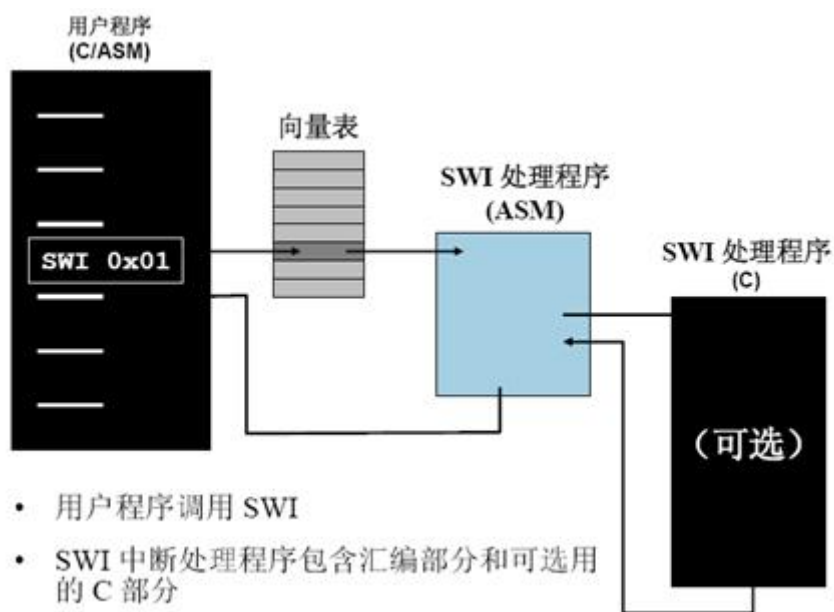 用户程序
(C/ASM)
向量表
SWI 处理程序
(ASM)
SWI 0x01
SWI 处理程序
(C)
（可选）
• 用户程序调用 SWI
• SWI 中断处理程序包含汇编部分和可选用
的 C 部分